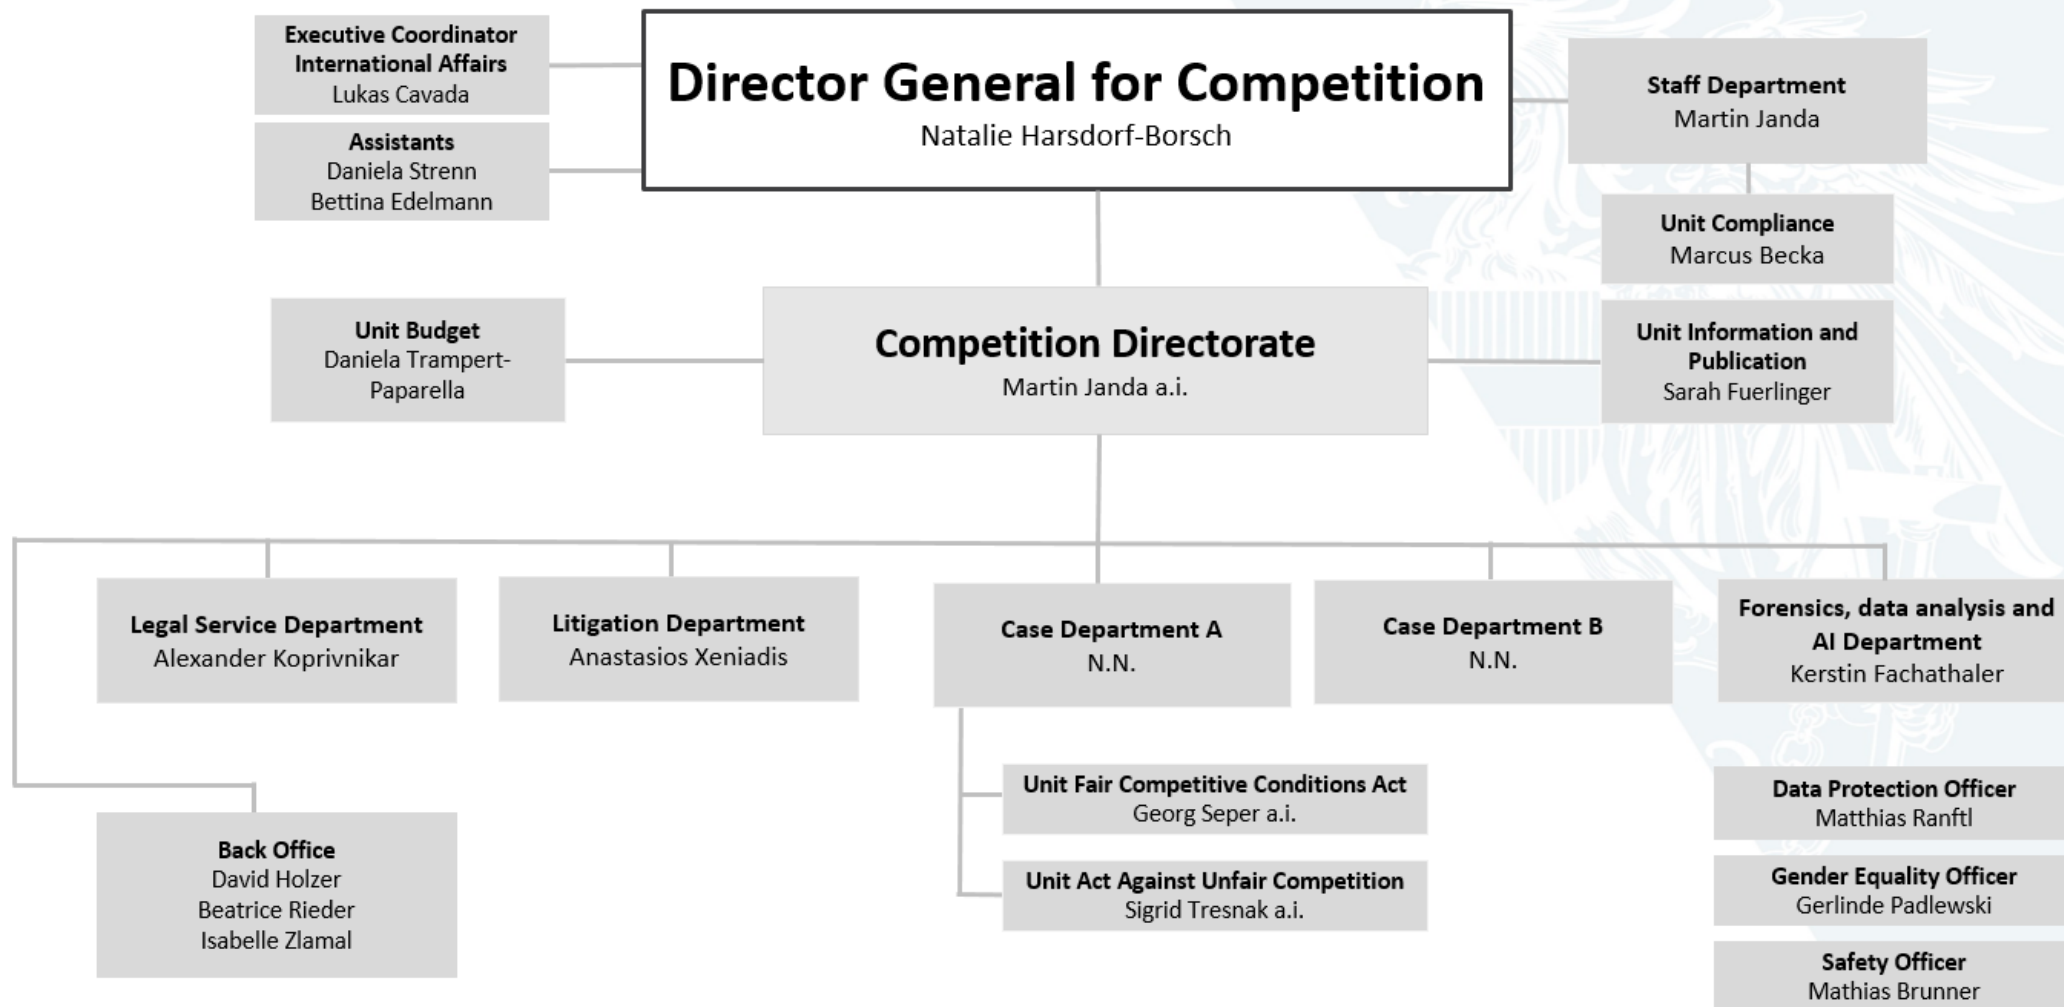 Executive Coordinator
International Affairs
Lukas Cavada
Assistants
Daniela Strenn
Bettina Edelmann
Director General for Competition
Natalie Harsdorf-Borsch
Staff Department
Martin Janda
Unit Compliance
Marcus Becka
Unit Budget
Daniela Trampert-
Paparella
Competition Directorate
Martin Janda a.i.
Unit Information and
Publication
Sarah Fuerlinger
Legal Service Department
Alexander Koprivnikar
Litigation Department
Anastasios Xeniadis
Case Department A
N.N.
Case Department B
N.N.
Forensics, data analysis and
AI Department
Kerstin Fachathaler
Unit Fair Competitive Conditions Act
Georg Seper a.i.
Unit Act Against Unfair Competition
Sigrid Tresnak a.i.
Back Office
David Holzer
Beatrice Rieder
Isabelle Zlamal
Data Protection Officer
Matthias Ranftl
Gender Equality Officer
Gerlinde Padlewski
Safety Officer
Mathias Brunner